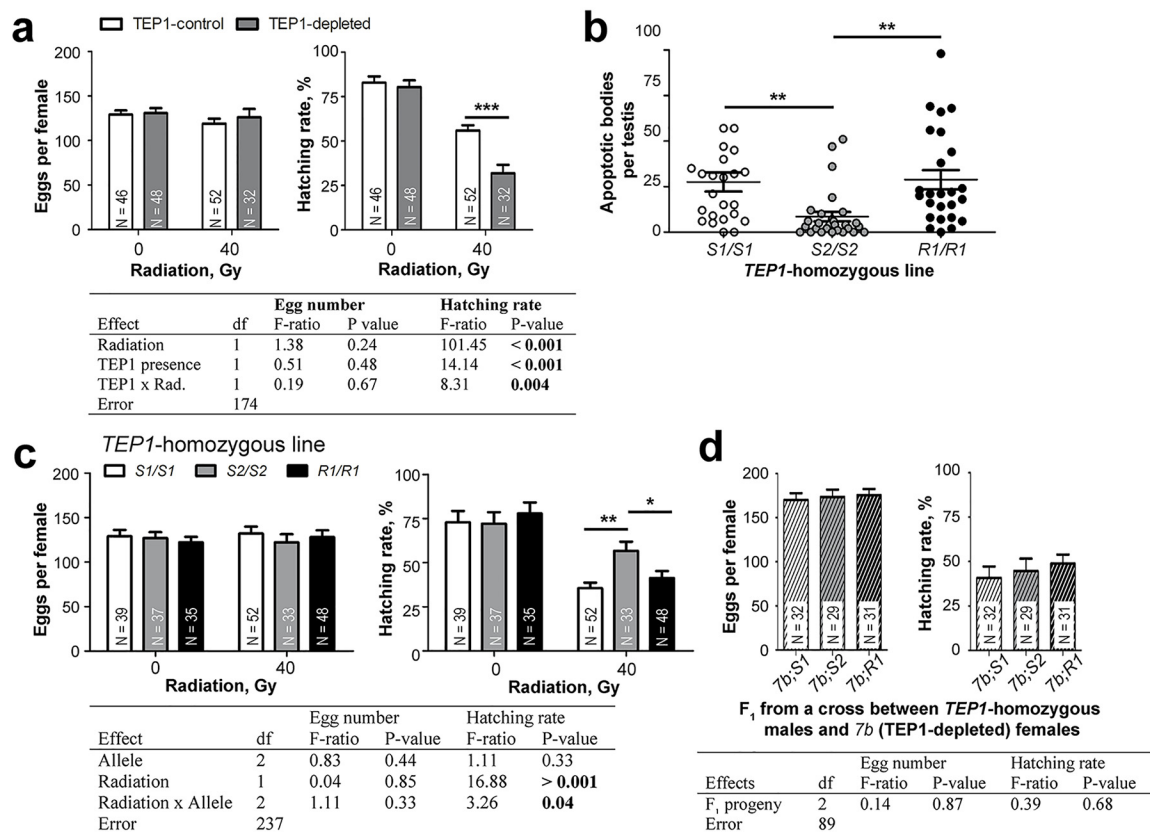 a
TEP1-control TEP1-depleted
Eggs per female
200
150
100
50
0
N = 46
N = 48
N = 52
N = 32
0 40
Radiation, Gy
Hatching rate, %
100
75
50
25
0
***
N = 46
N = 48
N = 52
N = 32
0 40
Radiation, Gy
Egg number Hatching rate
Effect df F-ratio P value F-ratio P-value
Radiation 1 1.38 0.24 101.45 < 0.001
TEP1 presence 1 0.51 0.48 14.14 < 0.001
TEP1 x Rad. 1 0.19 0.67 8.31 0.004
Error 174
b
Apoptotic bodies
per testis
100
75
50
25
0
**
**
S1/S1 S2/S2 R1/R1
TEP1-homozygous line
c
TEP1-homozygous line
S1/S1 S2/S2 R1/R1
Eggs per female
200
150
100
50
0
N = 39
N = 37
N = 35
N = 52
N = 33
N = 48
0 40
Radiation, Gy
Hatching rate, %
100
75
50
25
0
** *
N = 39
N = 37
N = 35
N = 52
N = 33
N = 48
0 40
Radiation, Gy
Egg number Hatching rate
Effect df F-ratio P-value F-ratio P-value
Allele 2 0.83 0.44 1.11 0.33
Radiation 1 0.04 0.85 16.88 > 0.001
Radiation x Allele 2 1.11 0.33 3.26 0.04
Error 237
d
Eggs per female
200
150
100
50
0
N = 32
N = 29
N = 31
7b;S1 7b;S2 7b;R1
Hatching rate, %
100
50
0
N = 32
N = 29
N = 31
7b;S1 7b;S2 7b;R1
F1 from a cross between TEP1-homozygous
males and 7b (TEP1-depleted) females
Egg number Hatching rate
Effects df F-ratio P-value F-ratio P-value
F1 progeny 2 0.14 0.87 0.39 0.68
Error 89